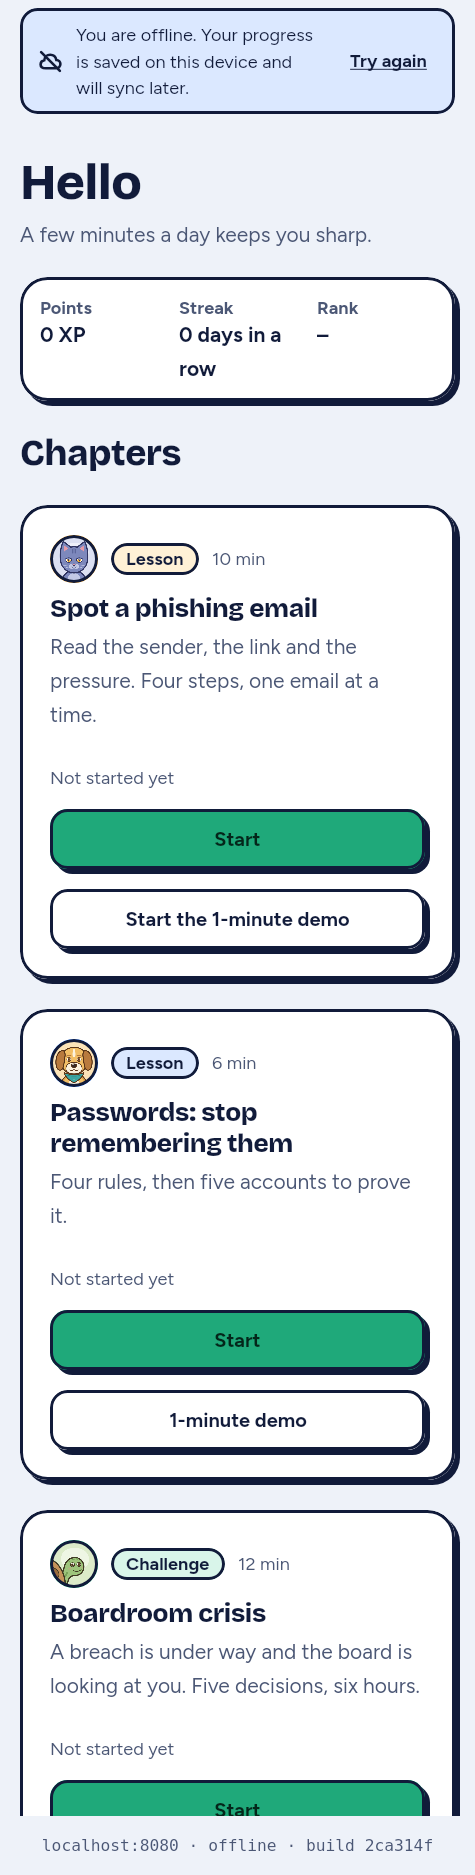 You are offline. Your progress
is saved on this device and
will sync later.
Try again
Hello
A few minutes a day keeps you sharp.
Points
0 XP
Streak
0 days in a
row
Rank
–
Chapters
Lesson
10 min
Spot a phishing email
Read the sender, the link and the
pressure. Four steps, one email at a
time.
Not started yet
Start
Start the 1-minute demo
Lesson
6 min
Passwords: stop
remembering them
Four rules, then five accounts to prove
it.
Not started yet
Start
1-minute demo
Challenge
12 min
Boardroom crisis
A breach is under way and the board is
looking at you. Five decisions, six hours.
Not started yet
Start
localhost:8080 · offline · build 2ca314f